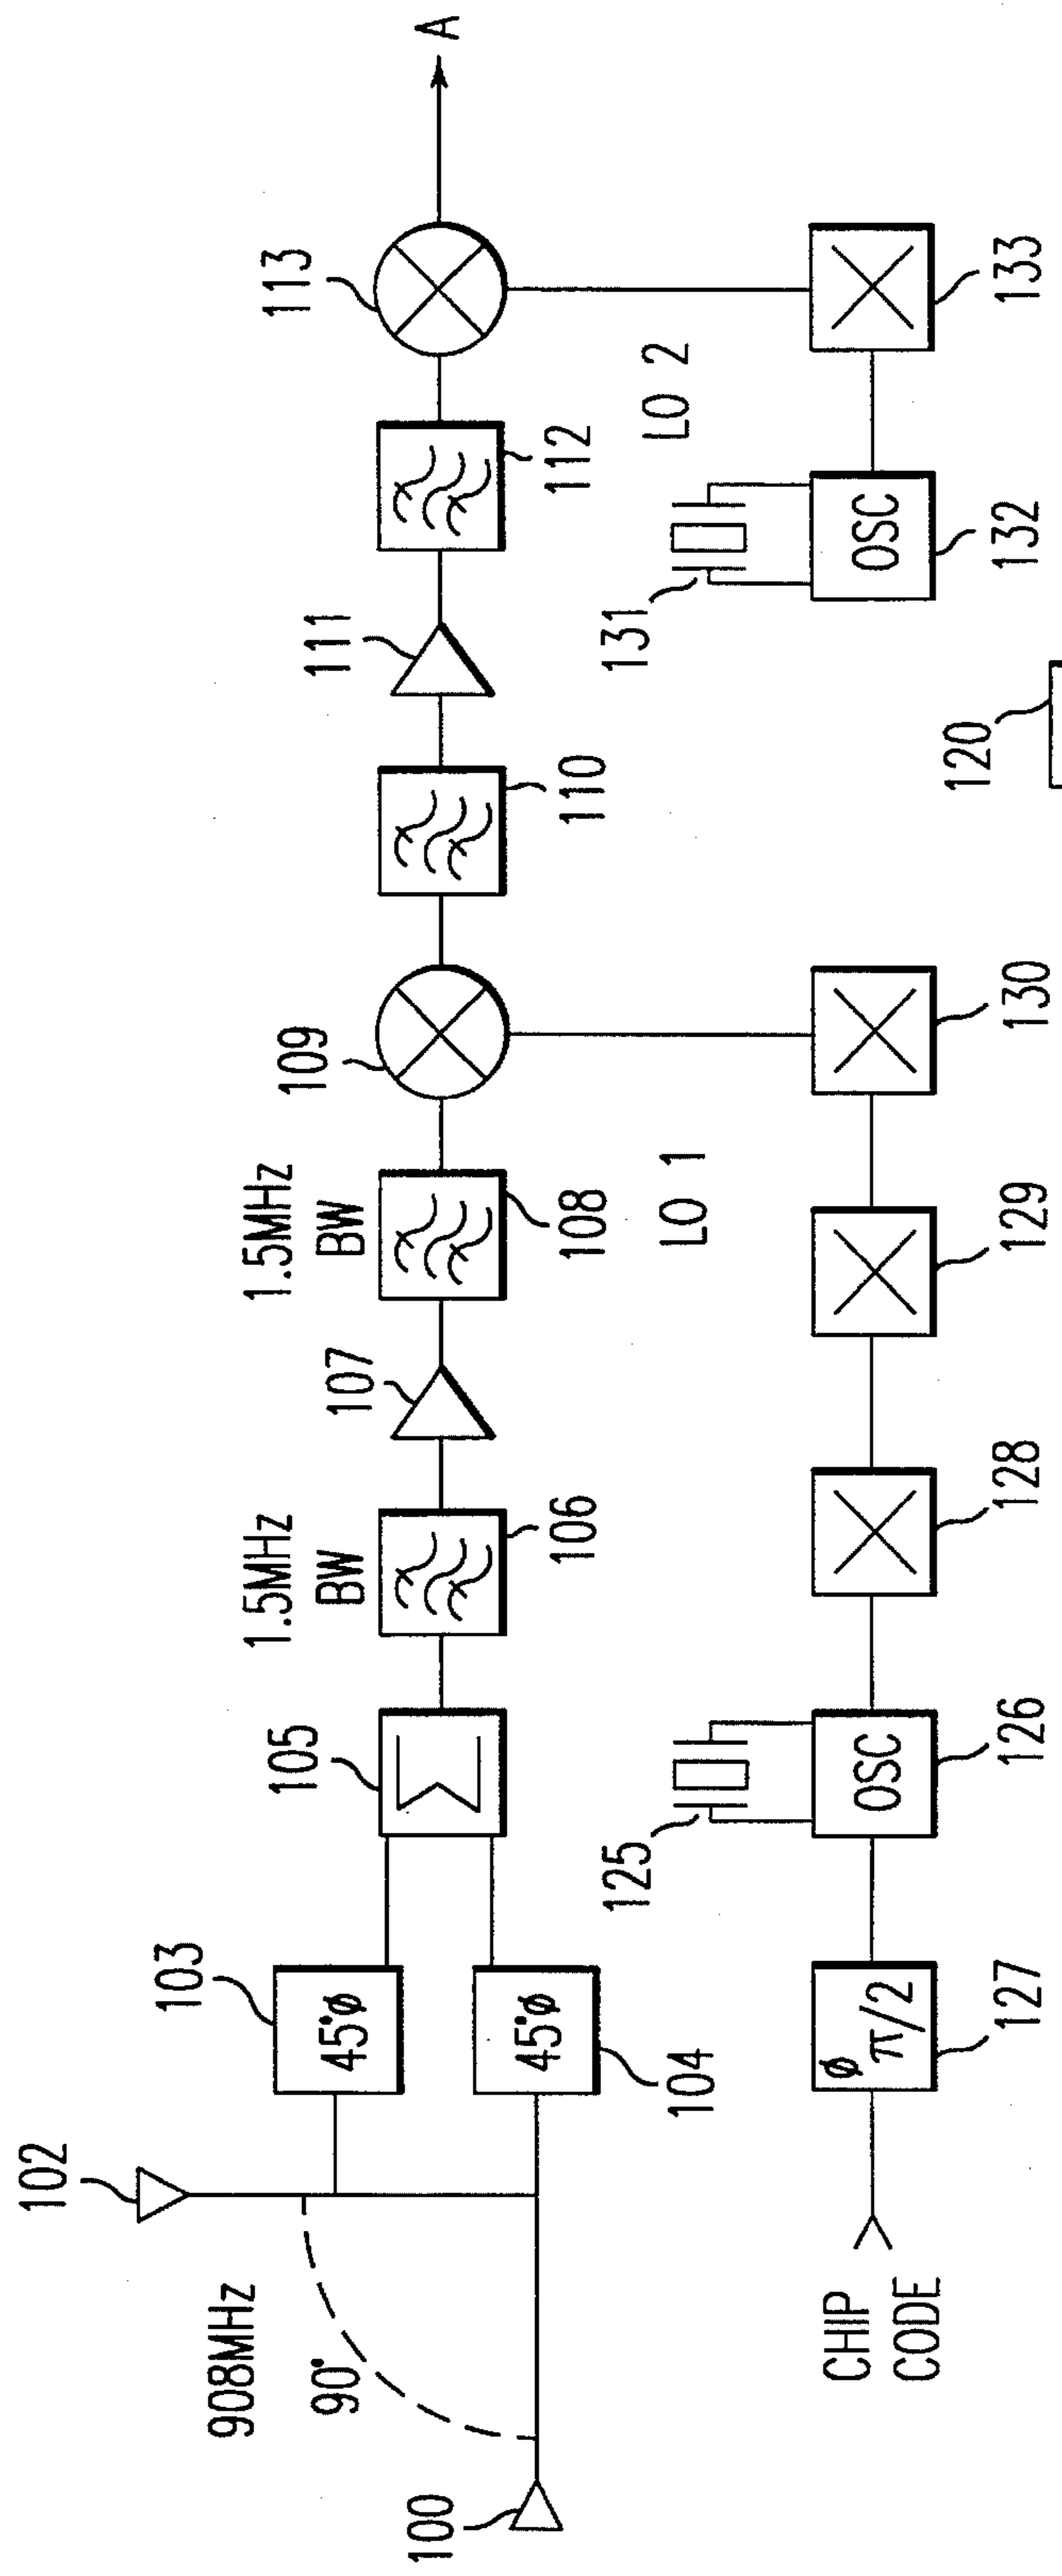 102
908MHz
90°
100
103
45°ø
45°ø
104
105
Σ
1.5MHz
BW
106
107
1.5MHz
BW
108
109
110
111
112
113
A
CHIP
CODE
ø
π/2
127
125
OSC
126
128
129
130
LO 1
131
OSC
132
LO 2
133
120